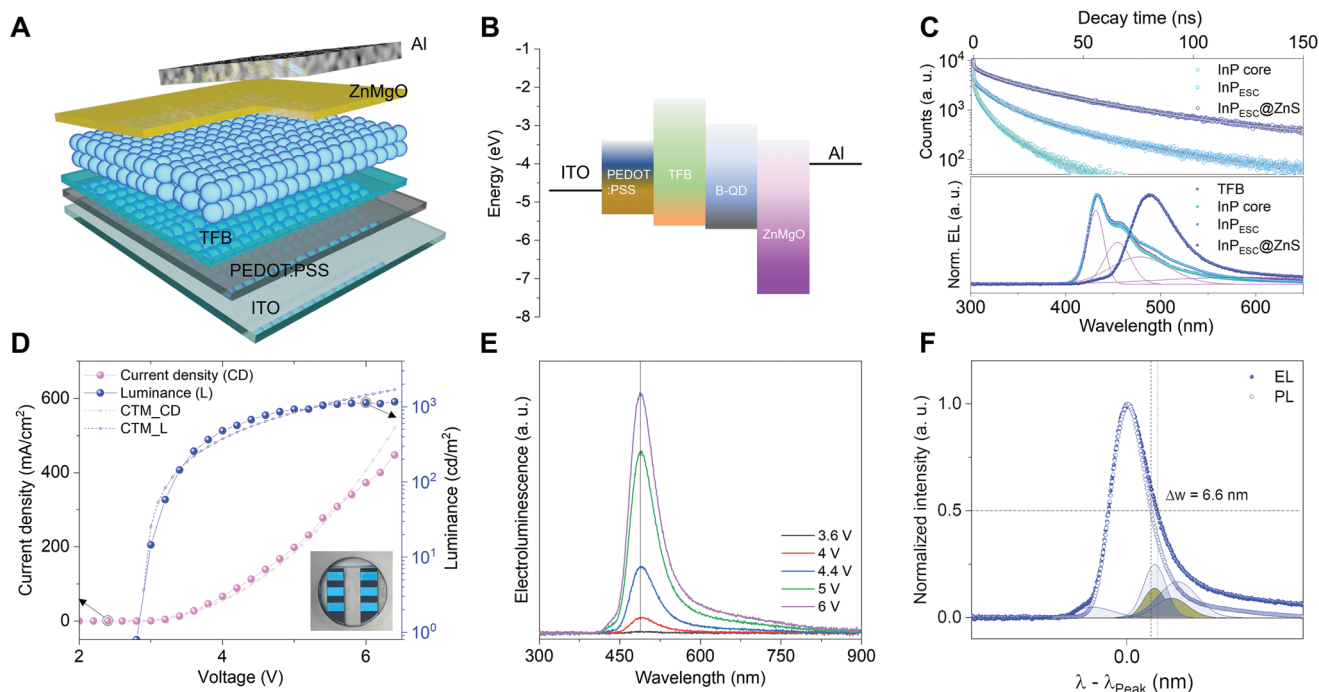 A
Al
ZnMgO
TFB
PEDOT:PSS
ITO
B
Energy (eV)
-1
-2
-3
-4
-5
-6
-7
-8
ITO
PEDOT
:PSS
TFB
B-QD
ZnMgO
Al
C
Decay time (ns)
0 50 100 150
Counts (a. u.)
10^4
10^3
10^2
InP core
InP_ESC
InP_ESC@ZnS
Norm. EL (a. u.)
TFB
InP core
InP_ESC
InP_ESC@ZnS
300 400 500 600
Wavelength (nm)
D
Current density (mA/cm²)
600
400
200
0
Current density (CD)
Luminance (L)
CTM_CD
CTM_L
10^3
10^2
10^1
10^0
Luminance (cd/m²)
2 4 6
Voltage (V)
E
Electroluminescence (a. u.)
3.6 V
4 V
4.4 V
5 V
6 V
300 450 600 750 900
Wavelength (nm)
F
Normalized intensity (a. u.)
1.0
0.5
0.0
EL
PL
Δw = 6.6 nm
0.0
λ - λ_Peak (nm)